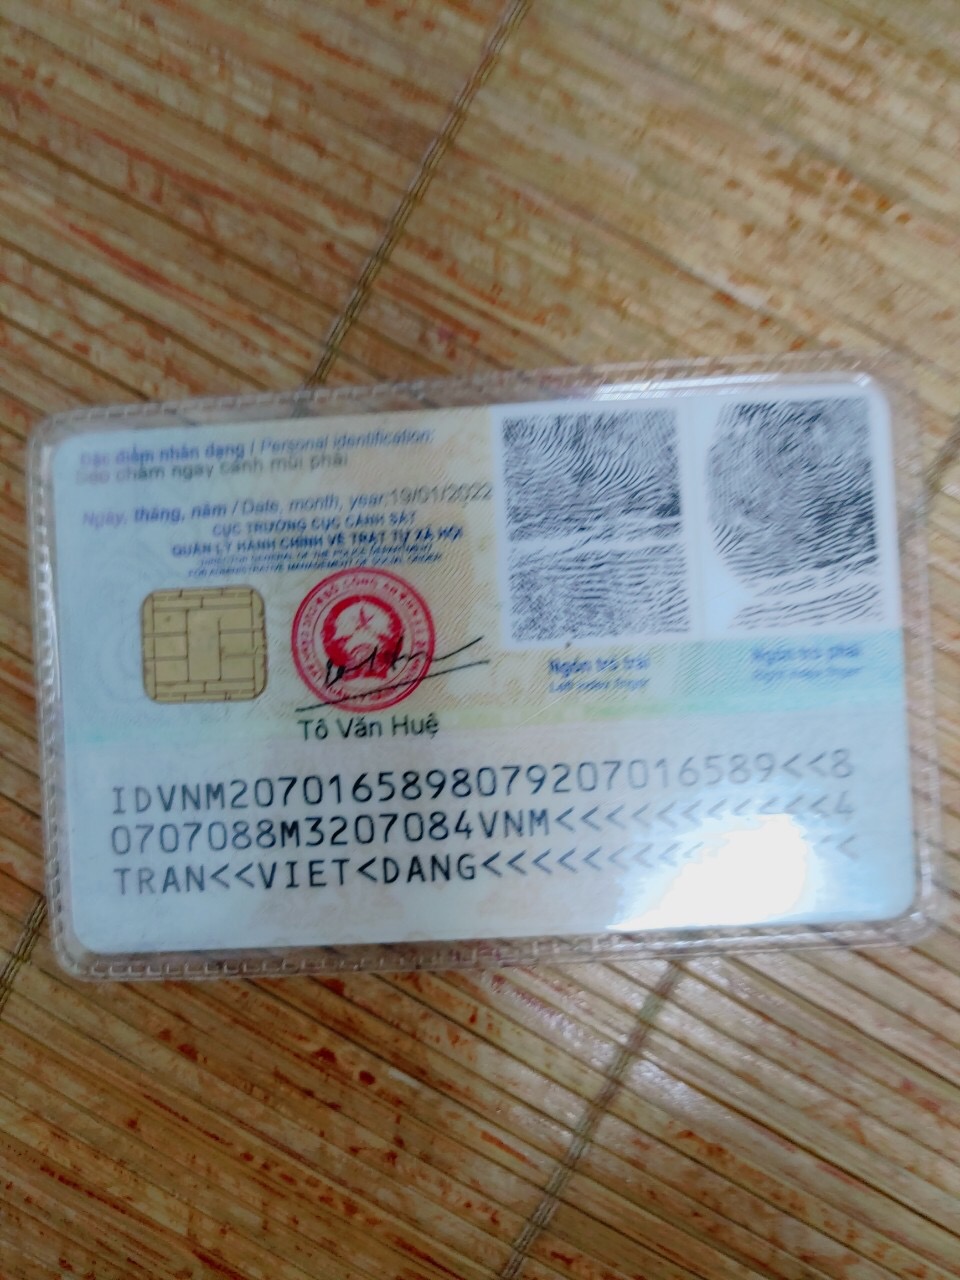 Đặc điểm nhân dạng / Personal identification:
chấm ngay cánh mũi phải
Ngày, tháng, năm / Date, month, year: 19/01/2022
CỤC TRƯỞNG CỤC CẢNH SÁT
QUẢN LÝ HÀNH CHÍNH VỀ TRẬT TỰ XÃ HỘI
DIRECTOR GENERAL OF THE POLICE DEPARTMENT
FOR ADMINISTRATIVE MANAGEMENT OF SOCIAL ORDER
BỘ CÔNG AN
Tô Văn Huệ
Ngón trỏ trái
Left index finger
Ngón trỏ phải
Right index finger
IDVNM2070165898079207016589<<8
0707088M3207084VNM<<<<<<<<<<<4
TRAN<<VIET<DANG<<<<<<<<<<<<<<<